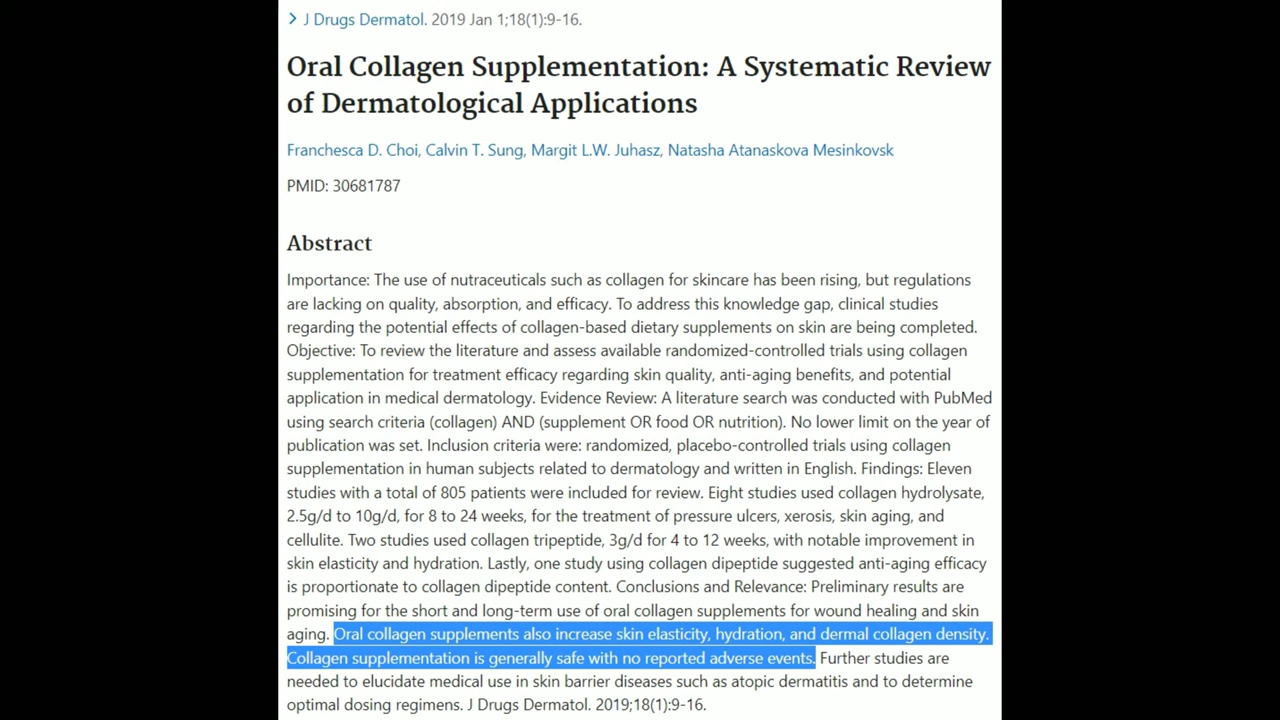 > J Drugs Dermatol. 2019 Jan 1;18(1):9-16.
Oral Collagen Supplementation: A Systematic Review
of Dermatological Applications
Franchesca D. Choi, Calvin T. Sung, Margit L.W. Juhasz, Natasha Atanaskova Mesinkovsk
PMID: 30681787
Abstract
Importance: The use of nutraceuticals such as collagen for skincare has been rising, but regulations
are lacking on quality, absorption, and efficacy. To address this knowledge gap, clinical studies
regarding the potential effects of collagen-based dietary supplements on skin are being completed.
Objective: To review the literature and assess available randomized-controlled trials using collagen
supplementation for treatment efficacy regarding skin quality, anti-aging benefits, and potential
application in medical dermatology. Evidence Review: A literature search was conducted with PubMed
using search criteria (collagen) AND (supplement OR food OR nutrition). No lower limit on the year of
publication was set. Inclusion criteria were: randomized, placebo-controlled trials using collagen
supplementation in human subjects related to dermatology and written in English. Findings: Eleven
studies with a total of 805 patients were included for review. Eight studies used collagen hydrolysate,
2.5g/d to 10g/d, for 8 to 24 weeks, for the treatment of pressure ulcers, xerosis, skin aging, and
cellulite. Two studies used collagen tripeptide, 3g/d for 4 to 12 weeks, with notable improvement in
skin elasticity and hydration. Lastly, one study using collagen dipeptide suggested anti-aging efficacy
is proportionate to collagen dipeptide content. Conclusions and Relevance: Preliminary results are
promising for the short and long-term use of oral collagen supplements for wound healing and skin
aging. Oral collagen supplements also increase skin elasticity, hydration, and dermal collagen density.
Collagen supplementation is generally safe with no reported adverse events. Further studies are
needed to elucidate medical use in skin barrier diseases such as atopic dermatitis and to determine
optimal dosing regimens. J Drugs Dermatol. 2019;18(1):9-16.